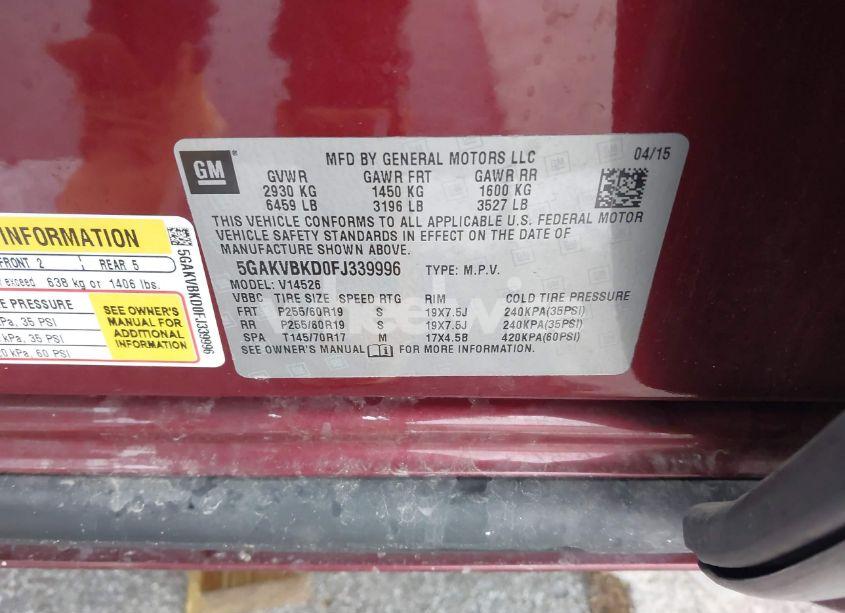 GM
MFD BY GENERAL MOTORS LLC 04/15
GVWR GAWR FRT GAWR RR
2930 KG 1450 KG 1600 KG
6459 LB 3196 LB 3527 LB
THIS VEHICLE CONFORMS TO ALL APPLICABLE U.S. FEDERAL MOTOR
VEHICLE SAFETY STANDARDS IN EFFECT ON THE DATE OF
MANUFACTURE SHOWN ABOVE.
5GAKVBKD0FJ339996 TYPE: M.P.V.
MODEL: V14526
VBBC TIRE SIZE SPEED RTG RIM COLD TIRE PRESSURE
FRT P255/60R19 S 19X7.5J 240KPA(35PSI)
RR P255/60R19 S 19X7.5J 240KPA(35PSI)
SPA T145/70R17 M 17X4.5B 420KPA(60PSI)
SEE OWNER'S MANUAL FOR MORE INFORMATION.
INFORMATION
FRONT 2 REAR 5
exceed 638 kg or 1406 lbs.
PRESSURE
kPa, 35 PSI
kPa, 35 PSI
kPa, 60 PSI
SEE OWNER'S
MANUAL FOR
ADDITIONAL
INFORMATION
5GAKVBKD0FJ339996